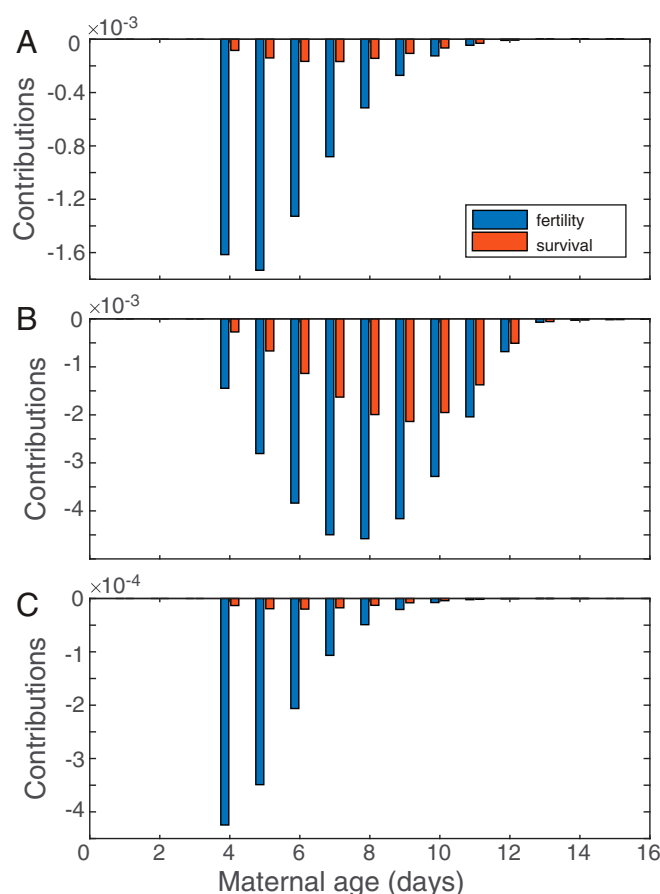 A
×10-3
0
-0.4
-0.8
-1.2
-1.6
Contributions
fertility
survival
B
×10-3
0
-1
-2
-3
-4
Contributions
C
×10-4
0
-1
-2
-3
-4
Contributions
0 2 4 6 8 10 12 14 16
Maternal age (days)